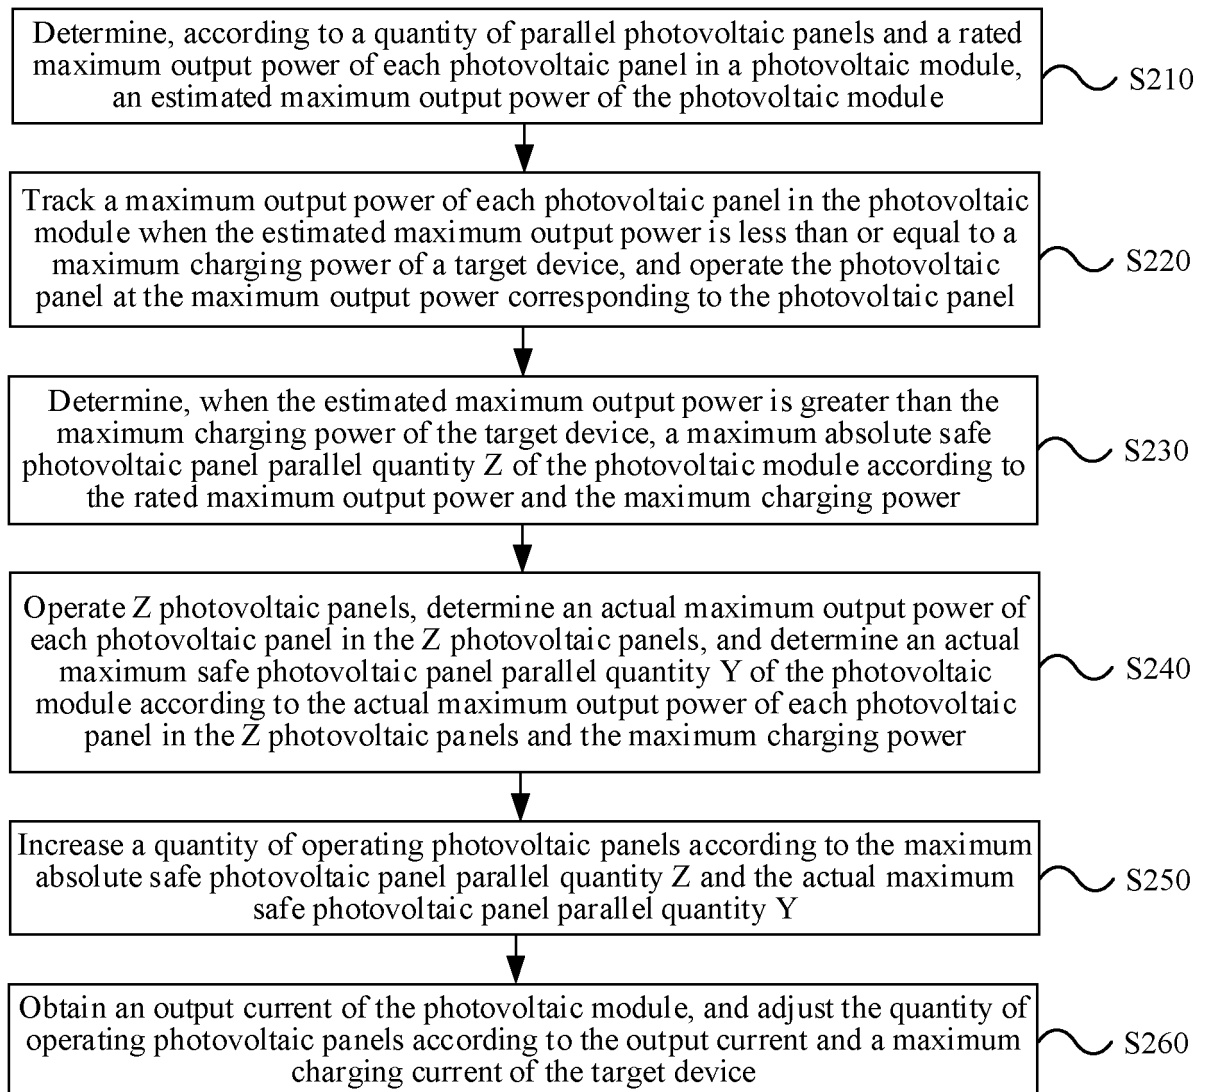 Determine, according to a quantity of parallel photovoltaic panels and a rated
maximum output power of each photovoltaic panel in a photovoltaic module,
an estimated maximum output power of the photovoltaic module
S210
Track a maximum output power of each photovoltaic panel in the photovoltaic
module when the estimated maximum output power is less than or equal to a
maximum charging power of a target device, and operate the photovoltaic
panel at the maximum output power corresponding to the photovoltaic panel
S220
Determine, when the estimated maximum output power is greater than the
maximum charging power of the target device, a maximum absolute safe
photovoltaic panel parallel quantity Z of the photovoltaic module according to
the rated maximum output power and the maximum charging power
S230
Operate Z photovoltaic panels, determine an actual maximum output power of
each photovoltaic panel in the Z photovoltaic panels, and determine an actual
maximum safe photovoltaic panel parallel quantity Y of the photovoltaic
module according to the actual maximum output power of each photovoltaic
panel in the Z photovoltaic panels and the maximum charging power
S240
Increase a quantity of operating photovoltaic panels according to the maximum
absolute safe photovoltaic panel parallel quantity Z and the actual maximum
safe photovoltaic panel parallel quantity Y
S250
Obtain an output current of the photovoltaic module, and adjust the quantity of
operating photovoltaic panels according to the output current and a maximum
charging current of the target device
S260